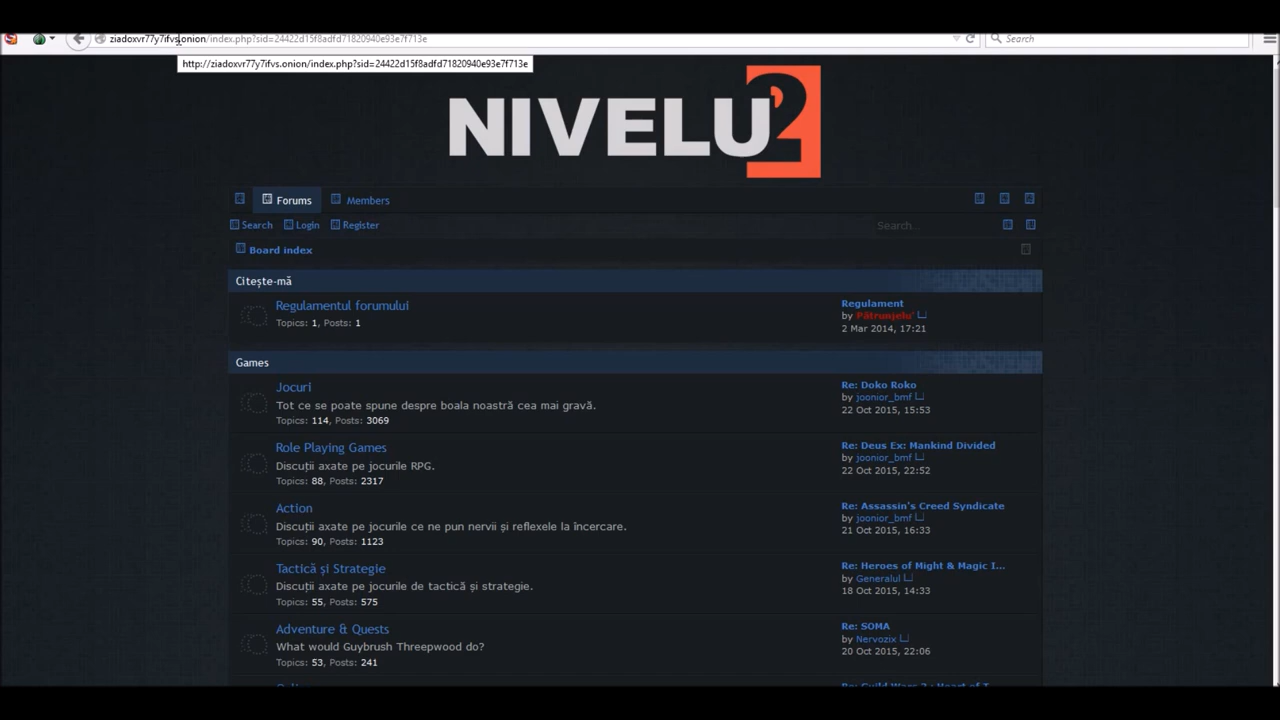 ziadoxvr77y7ifvs.onion/index.php?sid=24422d15f8adfd71820940e93e7f713e
Search
http://ziadoxvr77y7ifvs.onion/index.php?sid=24422d15f8adfd71820940e93e7f713e
NIVELU2
Forums Members
Search Login Register Search...
Board index
Citește-mă
Regulamentul forumului
Topics: 1, Posts: 1
Regulament
by Pătrunjelu'
2 Mar 2014, 17:21
Games
Jocuri
Tot ce se poate spune despre boala noastră cea mai gravă.
Topics: 114, Posts: 3069
Re: Doko Roko
by joonior_bmf
22 Oct 2015, 15:53
Role Playing Games
Discuții axate pe jocurile RPG.
Topics: 88, Posts: 2317
Re: Deus Ex: Mankind Divided
by joonior_bmf
22 Oct 2015, 22:52
Action
Discuții axate pe jocurile ce ne pun nervii și reflexele la încercare.
Topics: 90, Posts: 1123
Re: Assassin's Creed Syndicate
by joonior_bmf
21 Oct 2015, 16:33
Tactică și Strategie
Discuții axate pe jocurile de tactică și strategie.
Topics: 55, Posts: 575
Re: Heroes of Might & Magic I...
by Generalul
18 Oct 2015, 14:33
Adventure & Quests
What would Guybrush Threepwood do?
Topics: 53, Posts: 241
Re: SOMA
by Nervozix
20 Oct 2015, 22:06
Re: Guild Wars 2 : Heart of T...